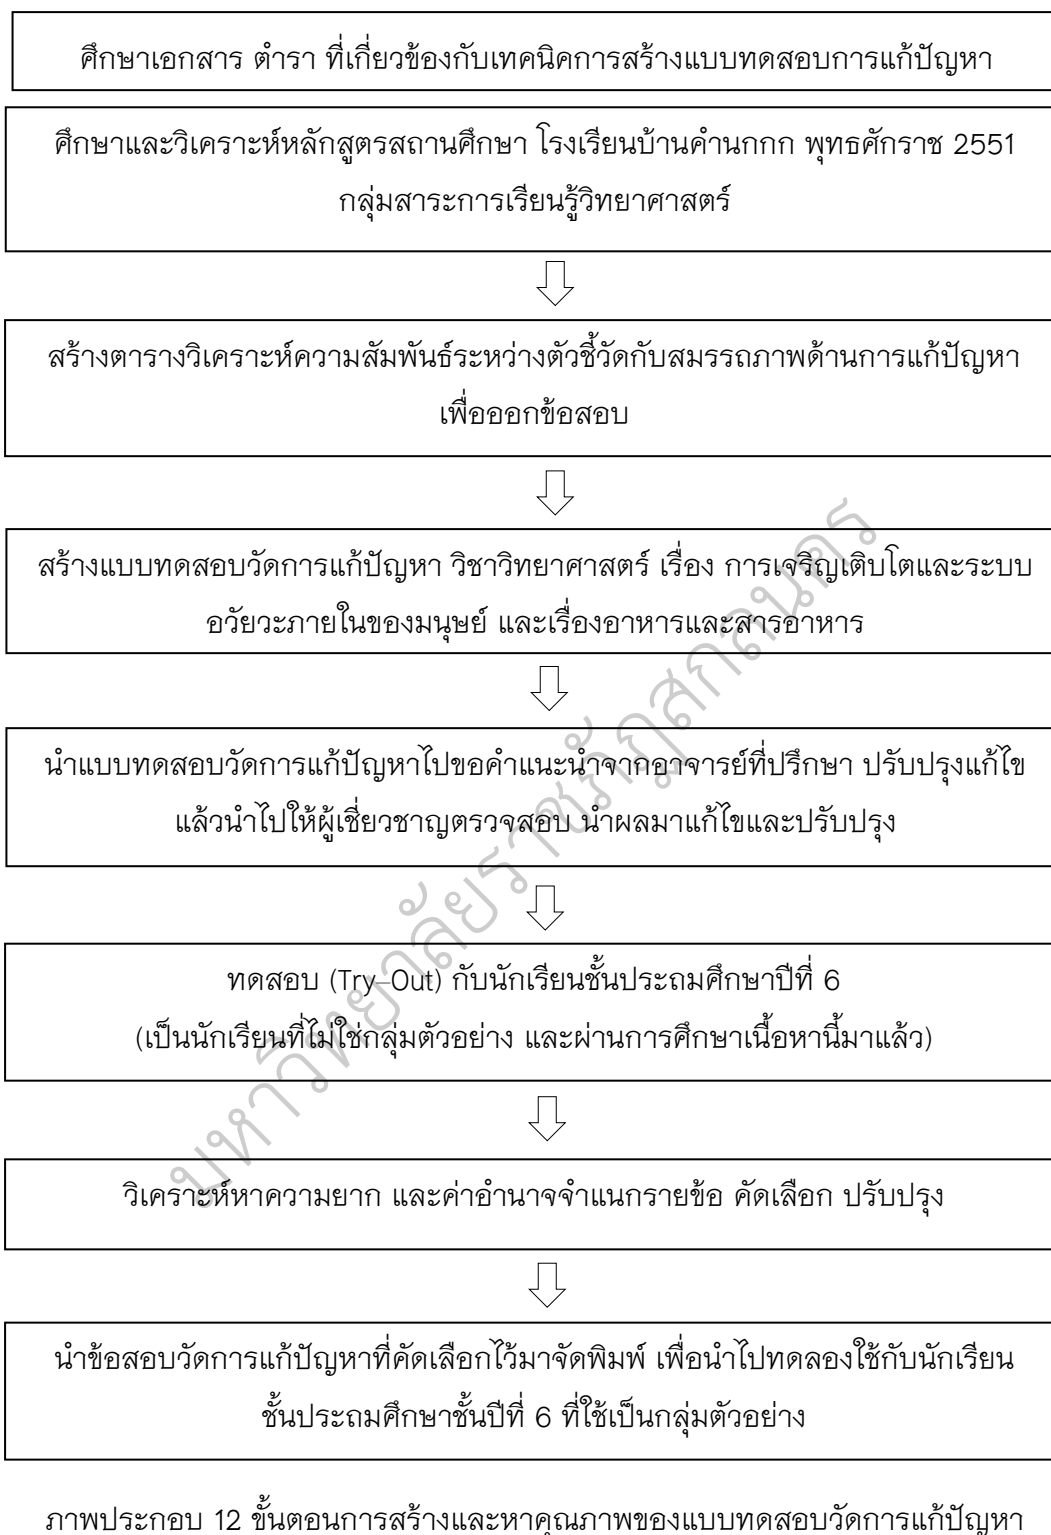 ศึกษาเอกสาร ตำรา ที่เกี่ยวข้องกับเทคนิคการสร้างแบบทดสอบการแก้ปัญหา
ศึกษาและวิเคราะห์หลักสูตรสถานศึกษา โรงเรียนบ้านคำนกกก พุทธศักราช 2551
กลุ่มสาระการเรียนรู้วิทยาศาสตร์
สร้างตารางวิเคราะห์ความสัมพันธ์ระหว่างตัวชี้วัดกับสมรรถภาพด้านการแก้ปัญหา
เพื่อออกข้อสอบ
สร้างแบบทดสอบวัดการแก้ปัญหา วิชาวิทยาศาสตร์ เรื่อง การเจริญเติบโตและระบบ
อวัยวะภายในของมนุษย์ และเรื่องอาหารและสารอาหาร
นำแบบทดสอบวัดการแก้ปัญหาไปขอคำแนะนำจากอาจารย์ที่ปรึกษา ปรับปรุงแก้ไข
แล้วนำไปให้ผู้เชี่ยวชาญตรวจสอบ นำผลมาแก้ไขและปรับปรุง
ทดสอบ (Try-Out) กับนักเรียนชั้นประถมศึกษาปีที่ 6
(เป็นนักเรียนที่ไม่ใช่กลุ่มตัวอย่าง และผ่านการศึกษาเนื้อหานี้มาแล้ว)
วิเคราะห์หาความยาก และค่าอำนาจจำแนกรายข้อ คัดเลือก ปรับปรุง
นำข้อสอบวัดการแก้ปัญหาที่คัดเลือกไว้มาจัดพิมพ์ เพื่อนำไปทดลองใช้กับนักเรียน
ชั้นประถมศึกษาชั้นปีที่ 6 ที่ใช้เป็นกลุ่มตัวอย่าง
ภาพประกอบ 12 ขั้นตอนการสร้างและหาคุณภาพของแบบทดสอบวัดการแก้ปัญหา
มหาวิทยาลัยราชภัฏสกลนคร